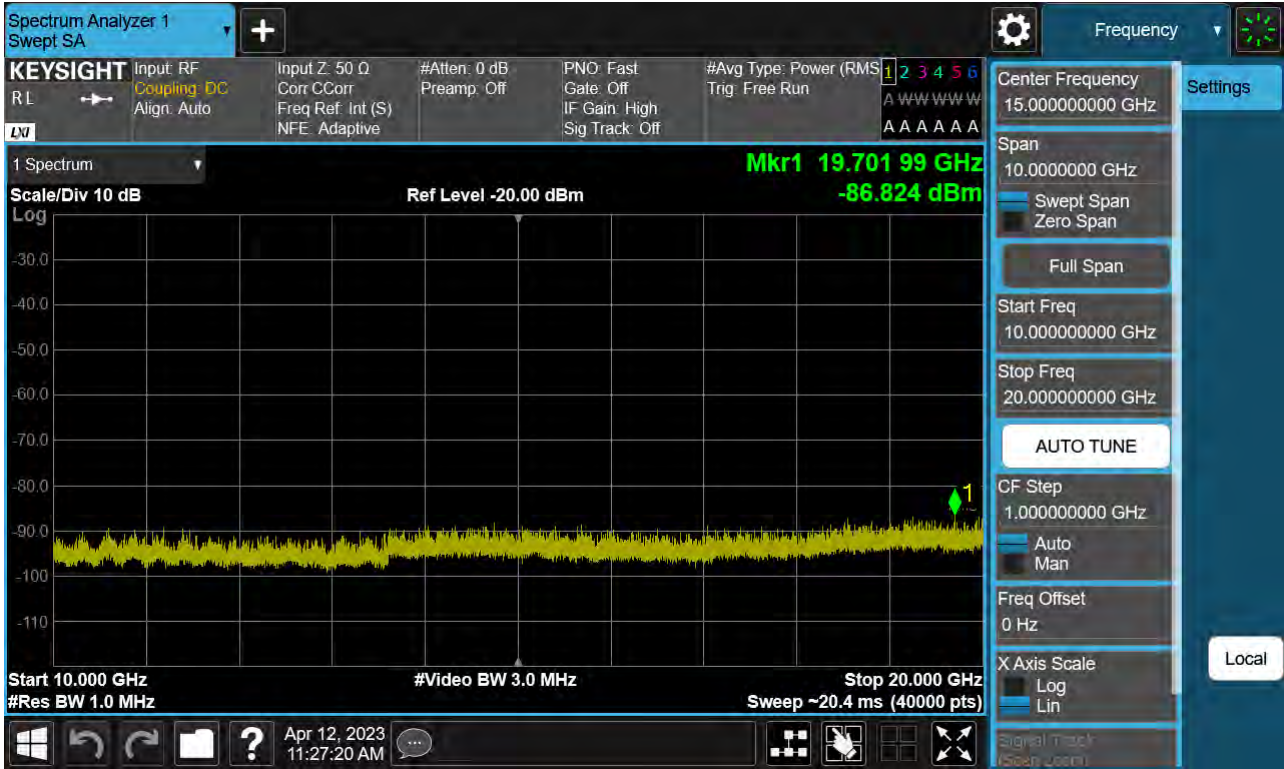 Spectrum Analyzer 1
Swept SA
Frequency
KEYSIGHT
R L
LXI
Input: RF
Coupling: DC
Align: Auto
Input Z: 50 Ω
Corr CCorr
Freq Ref: Int (S)
NFE: Adaptive
#Atten: 0 dB
Preamp: Off
PNO: Fast
Gate: Off
IF Gain: High
Sig Track: Off
#Avg Type: Power (RMS
Trig: Free Run
1 2 3 4 5 6
A W W W W W
A A A A A A
1 Spectrum
Mkr1 19.701 99 GHz
-86.824 dBm
Scale/Div 10 dB
Ref Level -20.00 dBm
Log
-30.0
-40.0
-50.0
-60.0
-70.0
-80.0
1
-90.0
-100
-110
Start 10.000 GHz
#Video BW 3.0 MHz
Stop 20.000 GHz
#Res BW 1.0 MHz
Sweep ~20.4 ms (40000 pts)
Center Frequency
15.000000000 GHz
Settings
Span
10.0000000 GHz
Swept Span
Zero Span
Full Span
Start Freq
10.000000000 GHz
Stop Freq
20.000000000 GHz
AUTO TUNE
CF Step
1.000000000 GHz
Auto
Man
Freq Offset
0 Hz
X Axis Scale
Log
Lin
Local
Signal Track
(Span Zoom)
?
Apr 12, 2023
11:27:20 AM